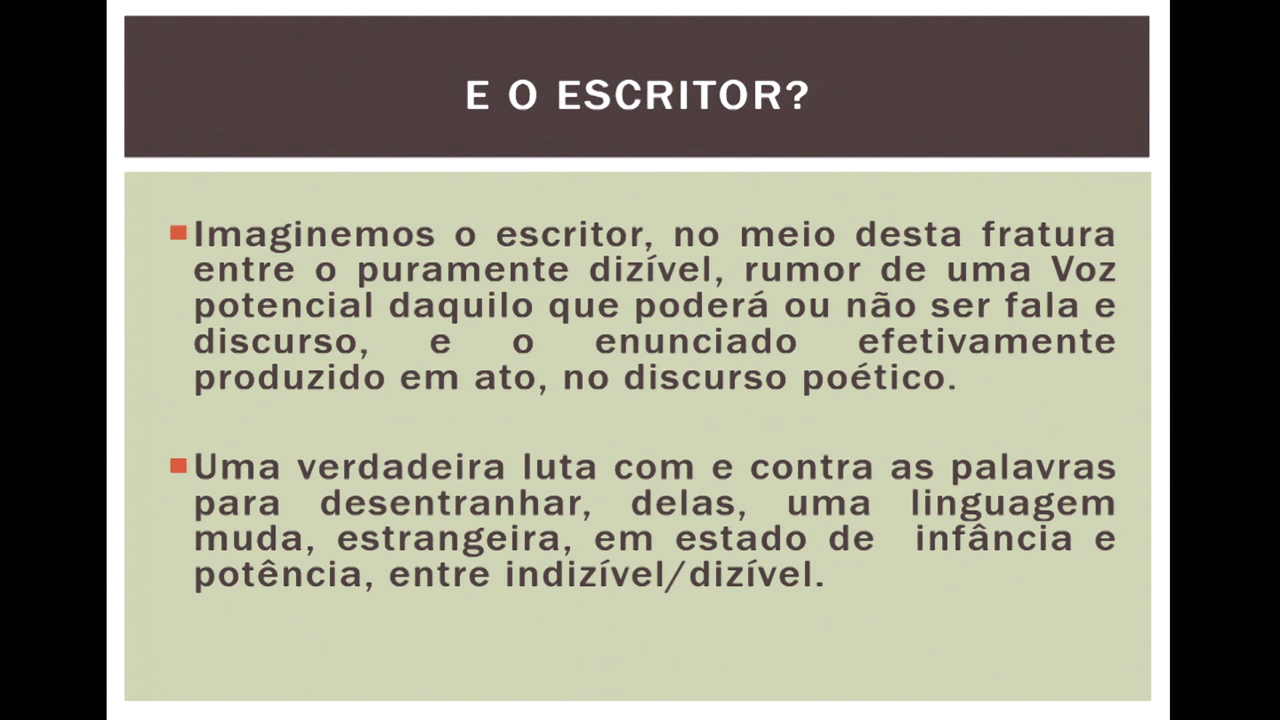 E O ESCRITOR?
Imaginemos o escritor, no meio desta fratura
entre o puramente dizível, rumor de uma Voz
potencial daquilo que poderá ou não ser fala e
discurso, e o enunciado efetivamente
produzido em ato, no discurso poético.
Uma verdadeira luta com e contra as palavras
para desentranhar, delas, uma linguagem
muda, estrangeira, em estado de infância e
potência, entre indizível/dizível.